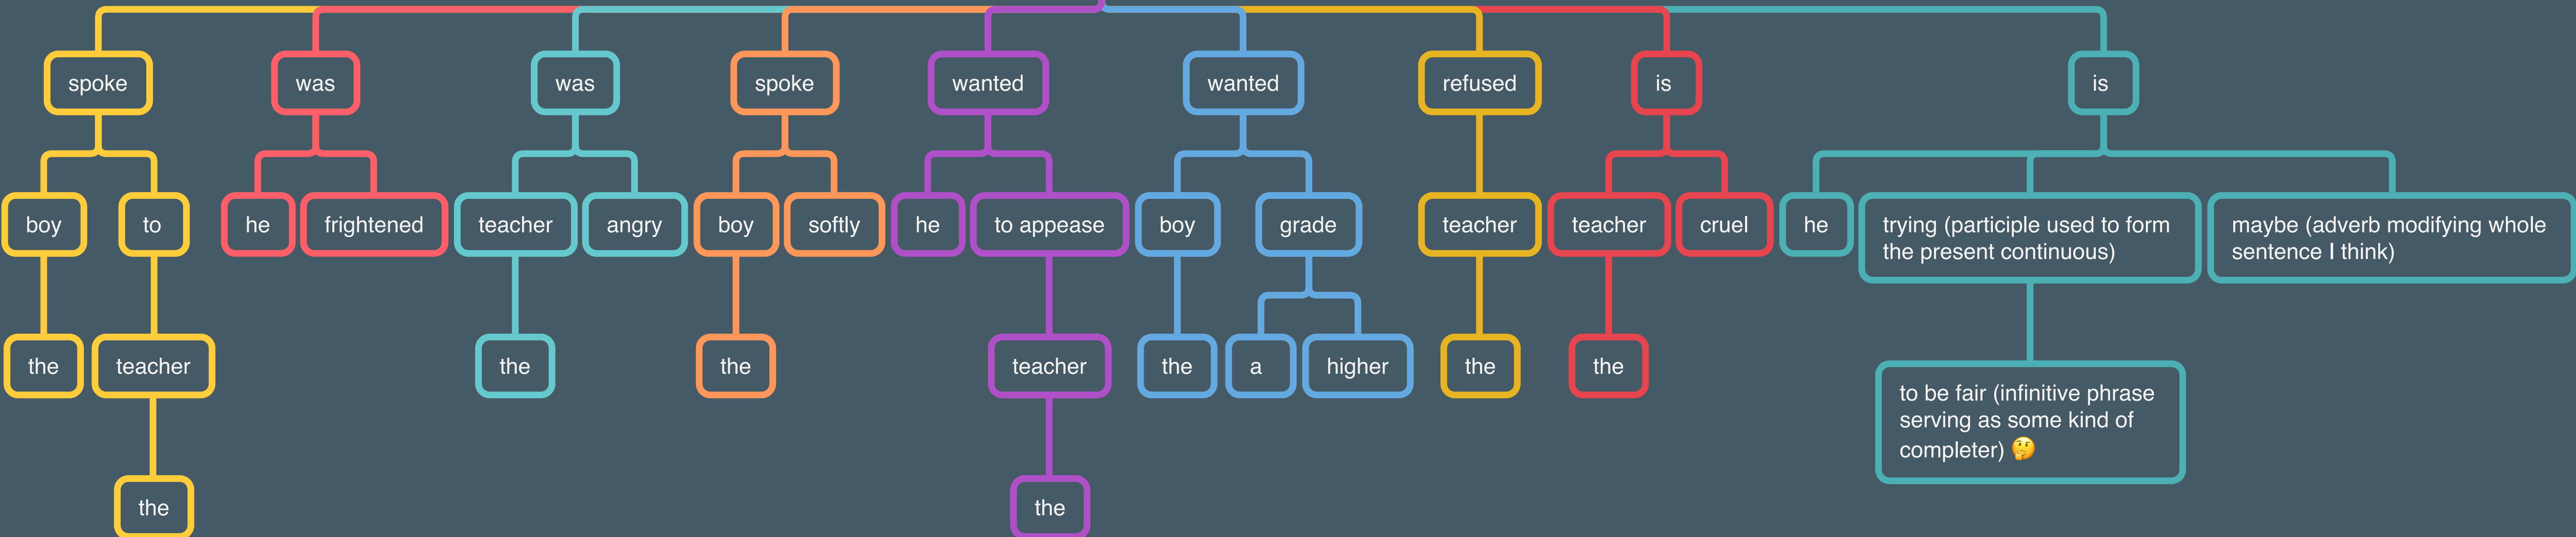 spoke
was
was
spoke
wanted
wanted
refused
is
is
boy
to
he
frightened
teacher
angry
boy
softly
he
to appease
boy
grade
teacher
teacher
cruel
he
trying (participle used to form
the present continuous)
maybe (adverb modifying whole
sentence I think)
the
teacher
the
the
teacher
the
a
higher
the
the
to be fair (infinitive phrase
serving as some kind of
completer) 🤔
the
the